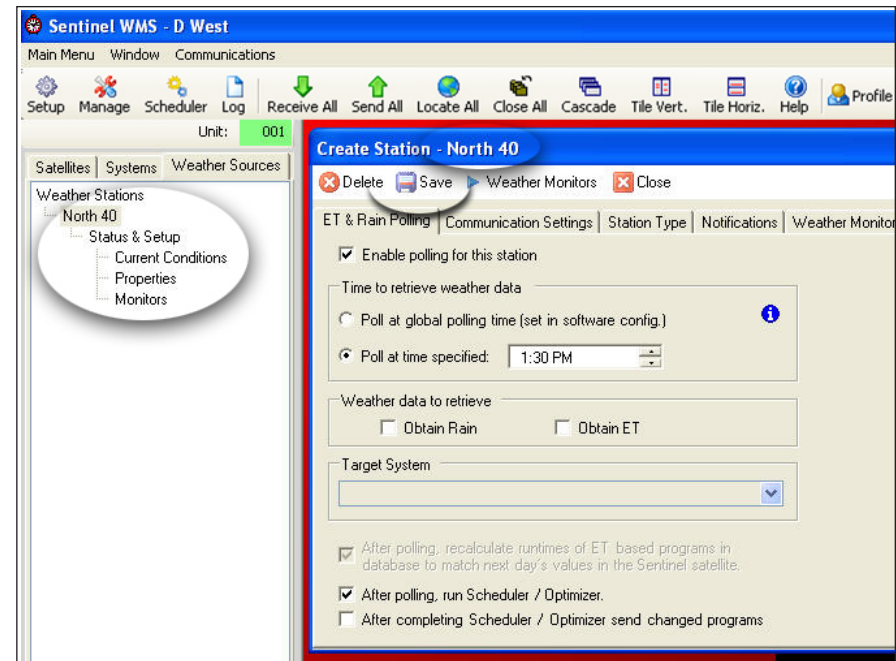 Sentinel WMS - D West
Main Menu Window Communications
Setup Manage Scheduler Log Receive All Send All Locate All Close All Cascade Tile Vert. Tile Horiz. Help Profile
Unit: 001
Satellites Systems Weather Sources
Weather Stations
North 40
Status & Setup
Current Conditions
Properties
Monitors
Create Station - North 40
Delete Save Weather Monitors Close
ET & Rain Polling Communication Settings Station Type Notifications Weather Monitor
Enable polling for this station
Time to retrieve weather data
Poll at global polling time (set in software config.)
Poll at time specified: 1:30 PM
Weather data to retrieve
Obtain Rain Obtain ET
Target System
After polling, recalculate runtimes of ET based programs in
database to match next day's values in the Sentinel satellite.
After polling, run Scheduler / Optimizer.
After completing Scheduler / Optimizer send changed programs